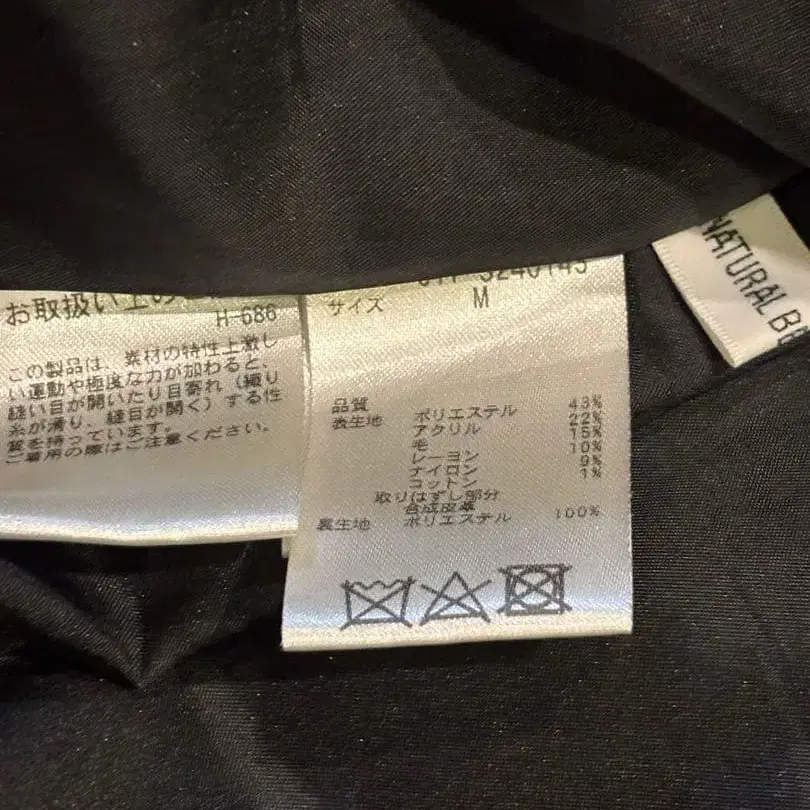 お取扱い上の
H-686
この製品は、素材の特性上激し
い運動や極度な力が加わると、
縫い目が開いたり目寄れ（織り
糸が滑り、縫目が開く）する性
質を持っています。
ご着用の際はご注意ください。
3240143
サイズ M
品質
表生地 ポリエステル 43%
アクリル 22%
毛 15%
レーヨン 10%
ナイロン 9%
コットン 1%
取りはずし部分
合成皮革
裏生地 ポリエステル 100%
NATURAL BE